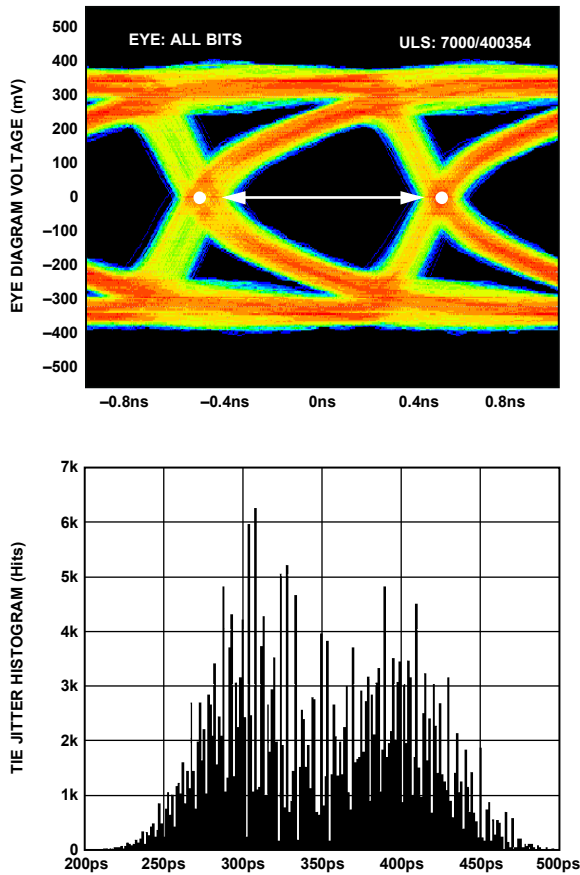 EYE: ALL BITS
ULS: 7000/400354
EYE DIAGRAM VOLTAGE (mV)
500
400
300
200
100
0
–100
–200
–300
–400
–500
–0.8ns –0.4ns 0ns 0.4ns 0.8ns
TIE JITTER HISTOGRAM (Hits)
7k
6k
5k
4k
3k
2k
1k
0
200ps 250ps 300ps 350ps 400ps 450ps 500ps